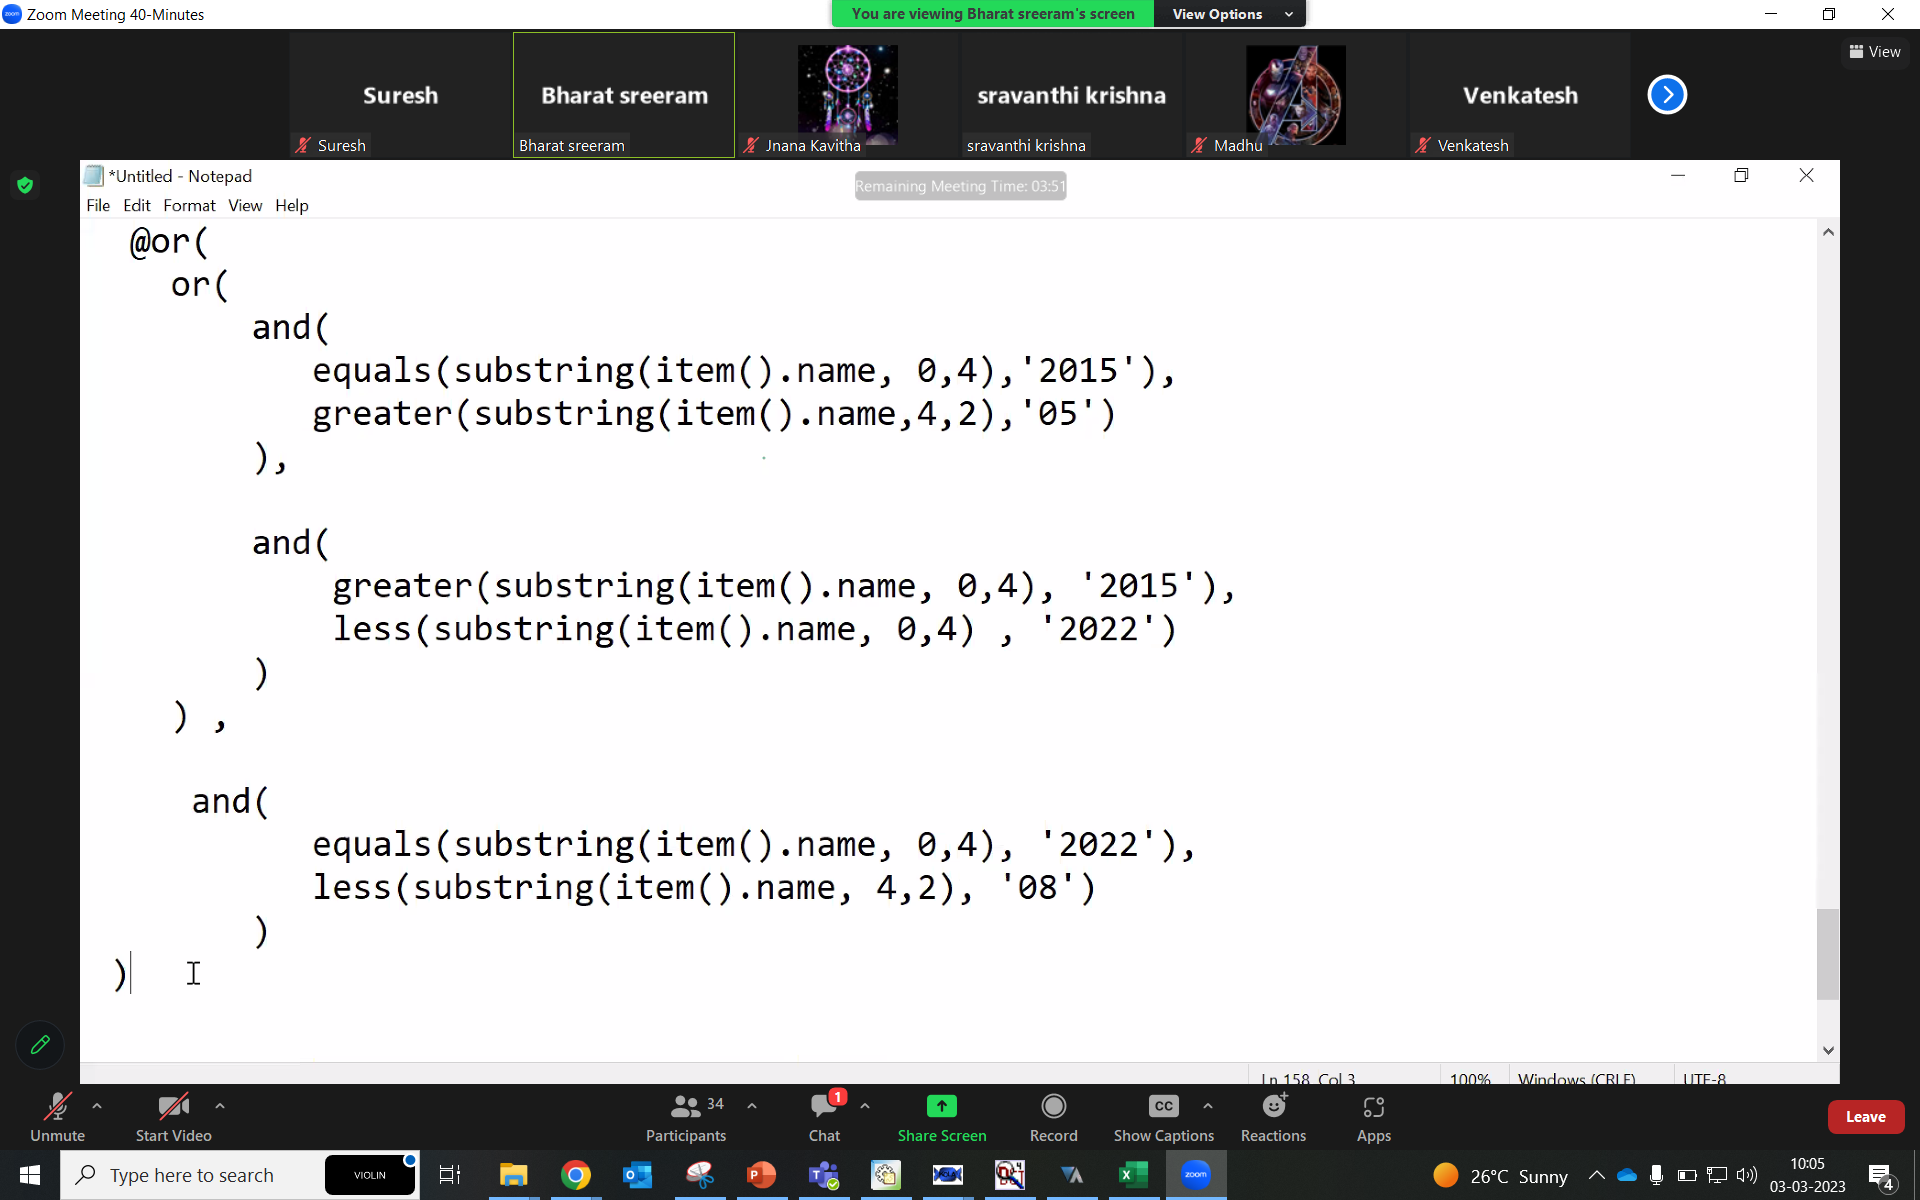 Zoom Meeting 40-Minutes
You are viewing Bharat sreeram's screen
View Options
View
Suresh
Bharat sreeram
sravanthi krishna
Venkatesh
Suresh
Bharat sreeram
Jnana Kavitha
sravanthi krishna
Madhu
Venkatesh
*Untitled - Notepad
Remaining Meeting Time: 03:51
File Edit Format View Help
@or(
or(
and(
equals(substring(item().name, 0,4),'2015'),
greater(substring(item().name,4,2),'05')
),
and(
greater(substring(item().name, 0,4), '2015'),
less(substring(item().name, 0,4) , '2022')
)
) ,
and(
equals(substring(item().name, 0,4), '2022'),
less(substring(item().name, 4,2), '08')
)
)
Ln 158, Col 3
100%
Windows (CRLF)
UTF-8
Unmute
Start Video
34
Participants
1
Chat
Share Screen
Record
CC
Show Captions
Reactions
Apps
Leave
Type here to search
VIOLIN
zoom
26°C Sunny
10:05
03-03-2023
4